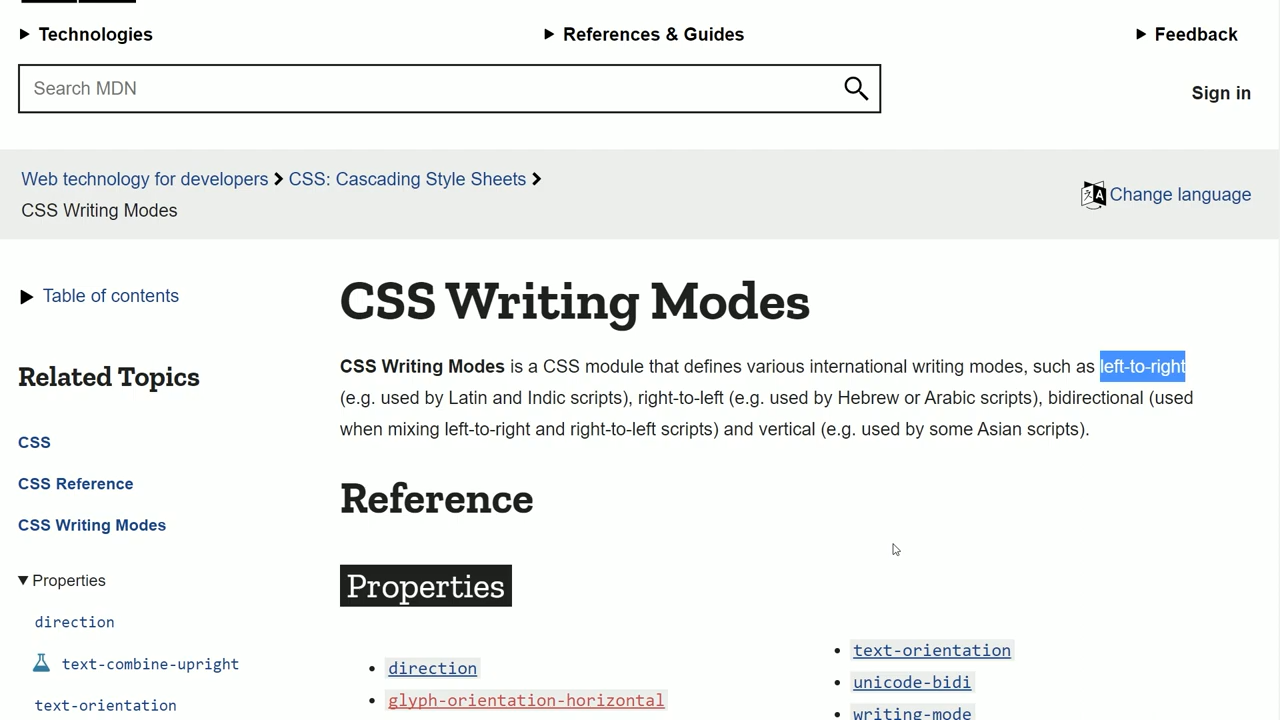 Technologies
References & Guides
Feedback
Search MDN
Sign in
Web technology for developers
CSS: Cascading Style Sheets
CSS Writing Modes
Change language
Table of contents
Related Topics
CSS
CSS Reference
CSS Writing Modes
Properties
direction
text-combine-upright
text-orientation
CSS Writing Modes
CSS Writing Modes is a CSS module that defines various international writing modes, such as left-to-right
(e.g. used by Latin and Indic scripts), right-to-left (e.g. used by Hebrew or Arabic scripts), bidirectional (used
when mixing left-to-right and right-to-left scripts) and vertical (e.g. used by some Asian scripts).
Reference
Properties
direction
glyph-orientation-horizontal
text-orientation
unicode-bidi
writing-mode